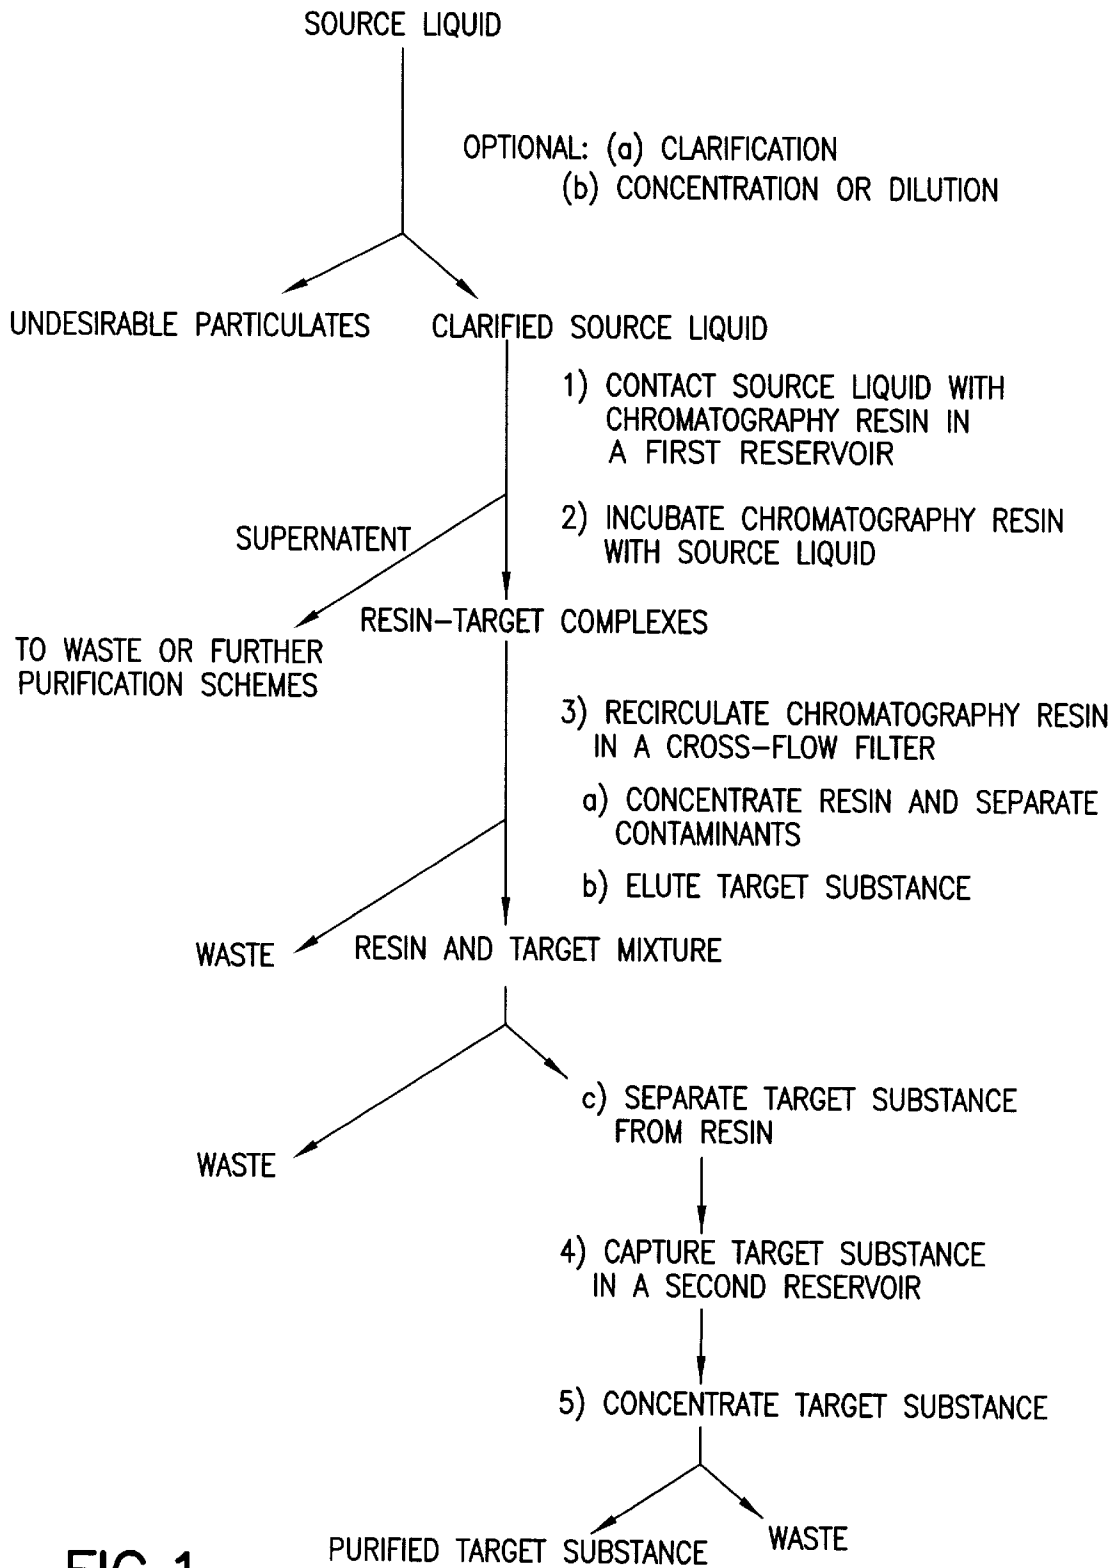 SOURCE LIQUID
OPTIONAL: (a) CLARIFICATION
(b) CONCENTRATION OR DILUTION
UNDESIRABLE PARTICULATES
CLARIFIED SOURCE LIQUID
1) CONTACT SOURCE LIQUID WITH
CHROMATOGRAPHY RESIN IN
A FIRST RESERVOIR
2) INCUBATE CHROMATOGRAPHY RESIN
WITH SOURCE LIQUID
SUPERNATENT
RESIN-TARGET COMPLEXES
TO WASTE OR FURTHER
PURIFICATION SCHEMES
3) RECIRCULATE CHROMATOGRAPHY RESIN
IN A CROSS-FLOW FILTER
a) CONCENTRATE RESIN AND SEPARATE
CONTAMINANTS
b) ELUTE TARGET SUBSTANCE
WASTE
RESIN AND TARGET MIXTURE
c) SEPARATE TARGET SUBSTANCE
FROM RESIN
WASTE
4) CAPTURE TARGET SUBSTANCE
IN A SECOND RESERVOIR
5) CONCENTRATE TARGET SUBSTANCE
PURIFIED TARGET SUBSTANCE
WASTE
FIG.1